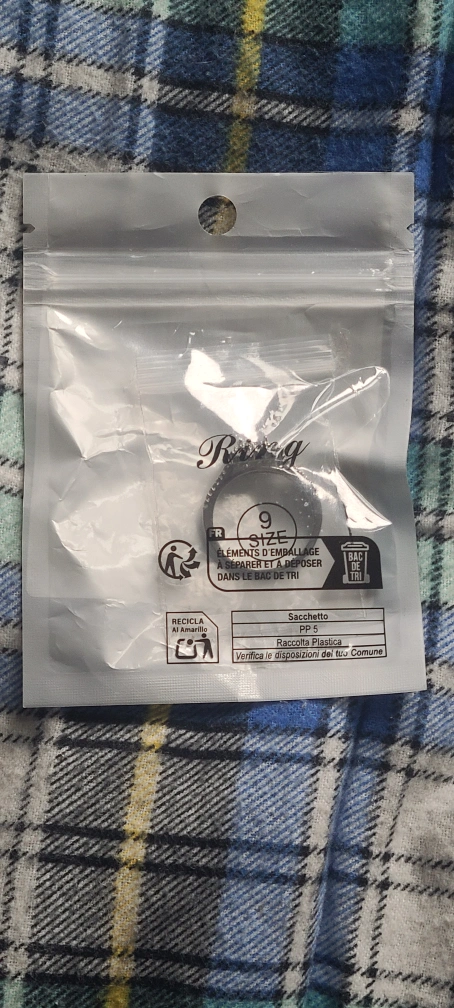 Ring
9
SIZE
FR
ÉLÉMENTS D'EMBALLAGE
À SÉPARER ET À DÉPOSER
DANS LE BAC DE TRI
BAC
DE
TRI
RECICLA
Al Amarillo
Sacchetto
PP 5
Raccolta Plastica
Verifica le disposizioni del tuo Comune